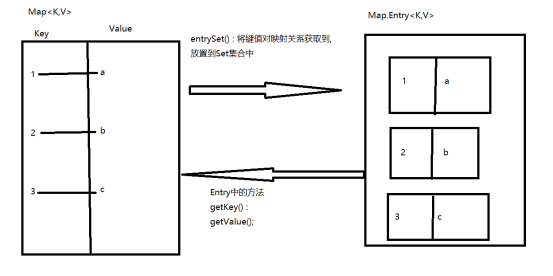 Map<K,V>
Key
Value
1
a
2
b
3
c
entrySet()：将键值对映射关系获取到,
放置到Set集合中
Entry中的方法
getKey()：
getValue();
Map.Entry<K,V>
1
a
2
b
3
c